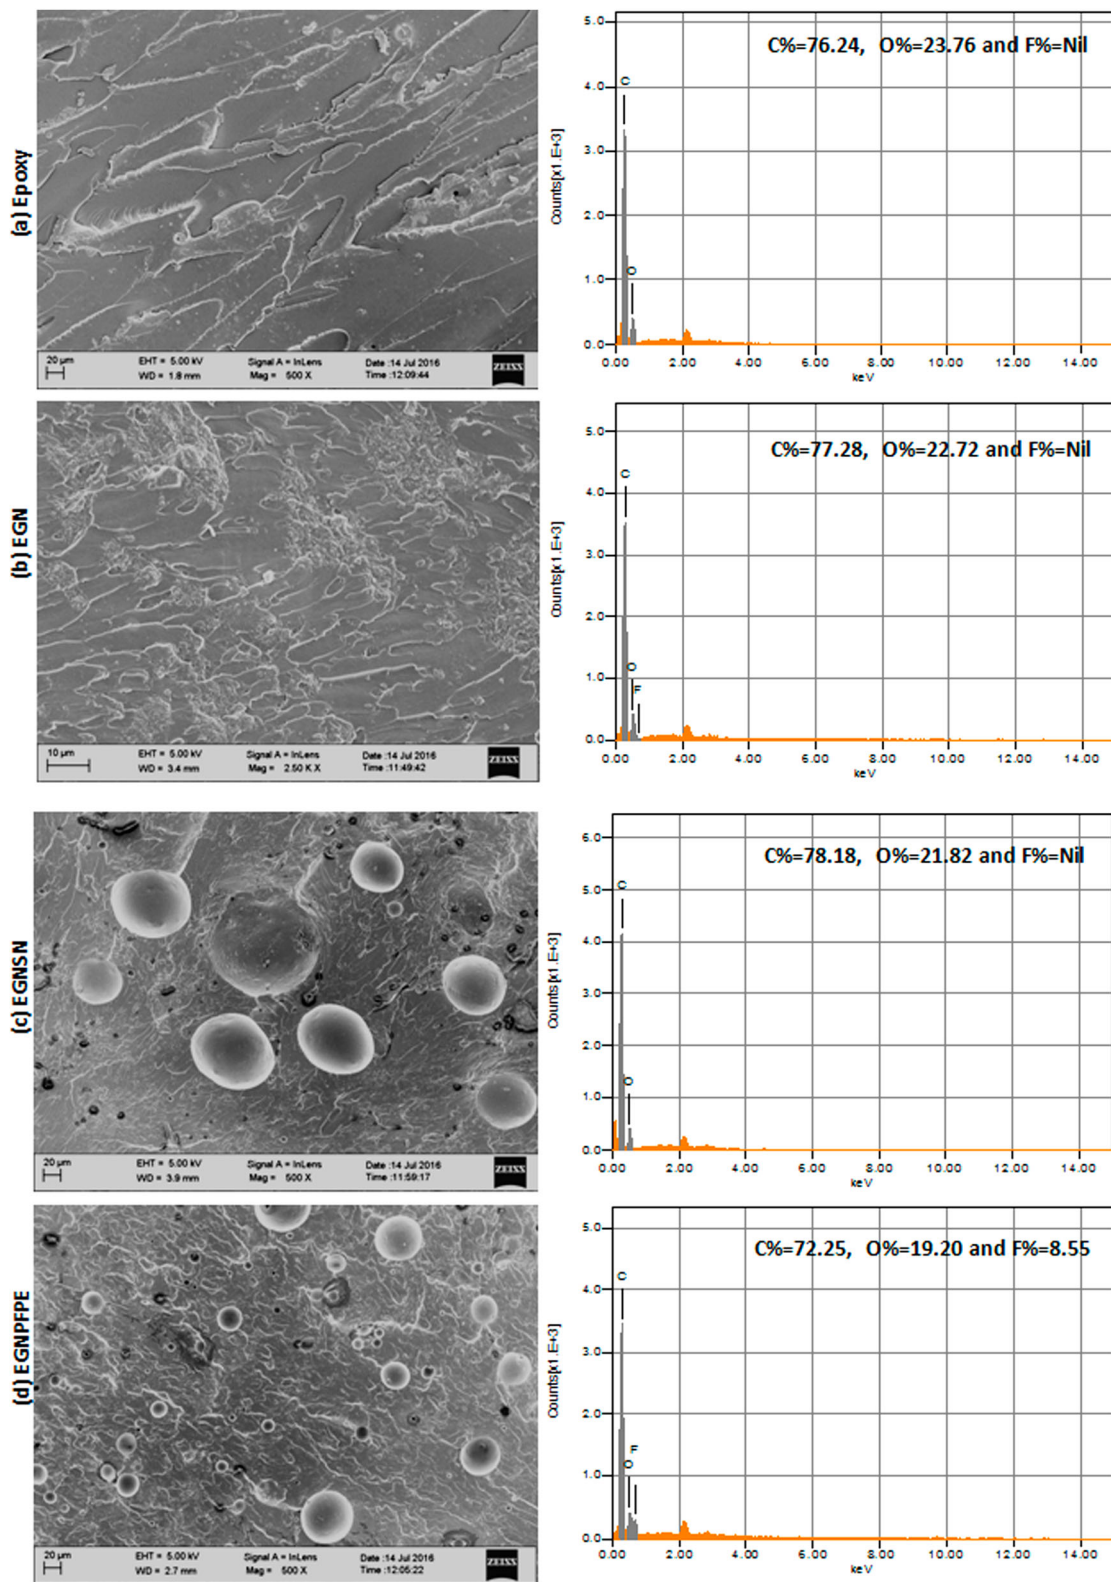 (a) Epoxy
20 µm
EHT = 5.00 kV
WD = 1.8 mm
Signal A = InLens
Mag = 500 X
Date :14 Jul 2016
Time :12:09:44
ZEISS
C%=76.24, O%=23.76 and F%=Nil
Counts[x1.E+3]
5.0
4.0
3.0
2.0
1.0
0.0
C
O
0.00 2.00 4.00 6.00 8.00 10.00 12.00 14.00
keV
(b) EGN
10 µm
EHT = 5.00 kV
WD = 3.4 mm
Signal A = InLens
Mag = 2.50 K X
Date :14 Jul 2016
Time :11:49:42
ZEISS
C%=77.28, O%=22.72 and F%=Nil
Counts[x1.E+3]
5.0
4.0
3.0
2.0
1.0
0.0
C
O
F
0.00 2.00 4.00 6.00 8.00 10.00 12.00 14.00
keV
(c) EGNSN
20 µm
EHT = 5.00 kV
WD = 3.9 mm
Signal A = InLens
Mag = 500 X
Date :14 Jul 2016
Time :11:59:17
ZEISS
C%=78.18, O%=21.82 and F%=Nil
Counts[x1.E+3]
6.0
5.0
4.0
3.0
2.0
1.0
0.0
C
O
0.00 2.00 4.00 6.00 8.00 10.00 12.00 14.00
keV
(d) EGNPFPE
20 µm
EHT = 5.00 kV
WD = 2.7 mm
Signal A = InLens
Mag = 500 X
Date :14 Jul 2016
Time :12:05:22
ZEISS
C%=72.25, O%=19.20 and F%=8.55
Counts[x1.E+3]
5.0
4.0
3.0
2.0
1.0
0.0
C
O
F
0.00 2.00 4.00 6.00 8.00 10.00 12.00 14.00
keV